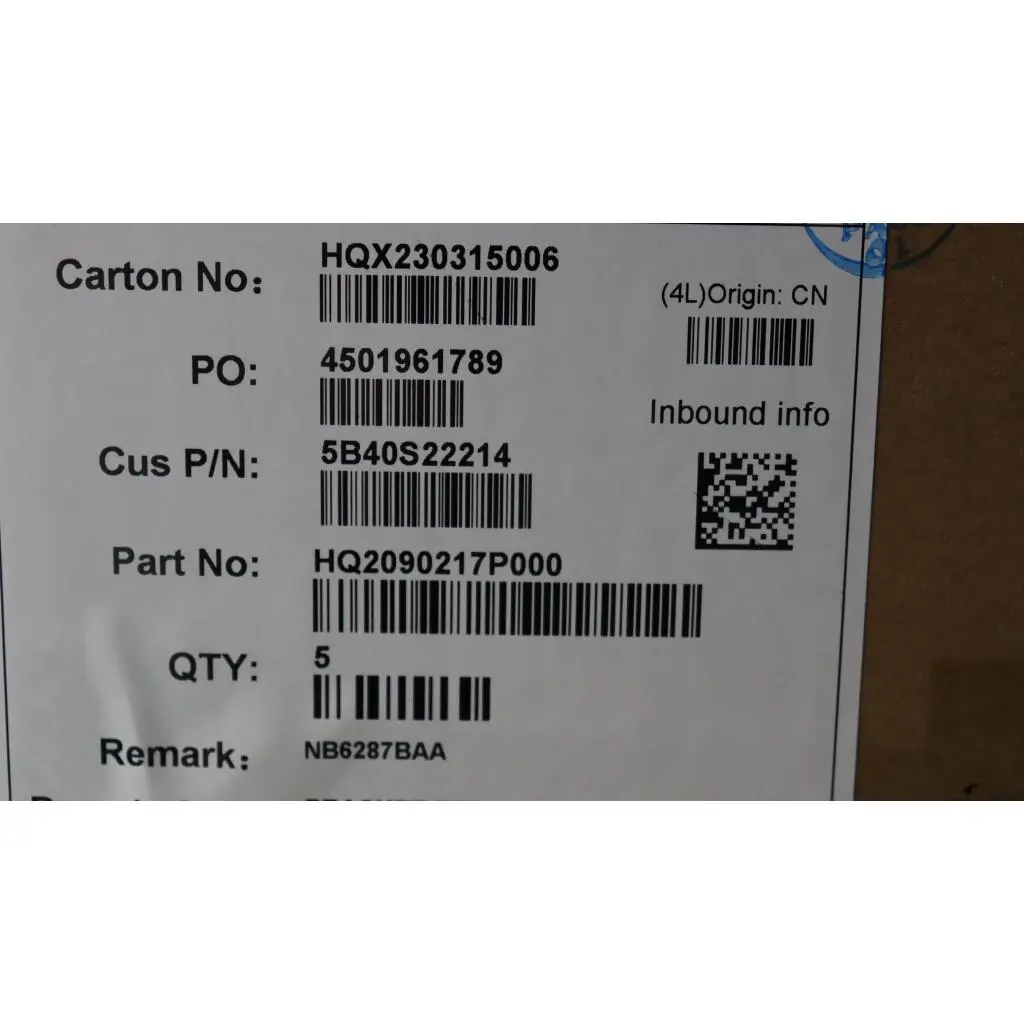 Carton No: HQX230315006
(4L)Origin: CN
PO: 4501961789
Inbound info
Cus P/N: 5B40S22214
Part No: HQ2090217P000
QTY: 5
Remark: NB6287BAA